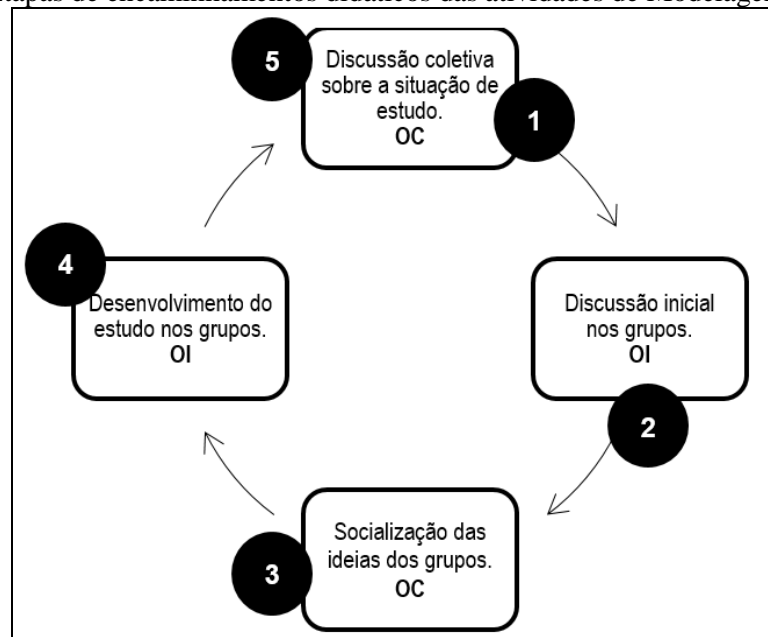 etapas de encaminhamentos didáticos das atividades de Modelagem
5
Discussão coletiva
sobre a situação de
estudo.
OC
1
4
Desenvolvimento do
estudo nos grupos.
OI
Discussão inicial
nos grupos.
OI
2
Socialização das
ideias dos grupos.
OC
3